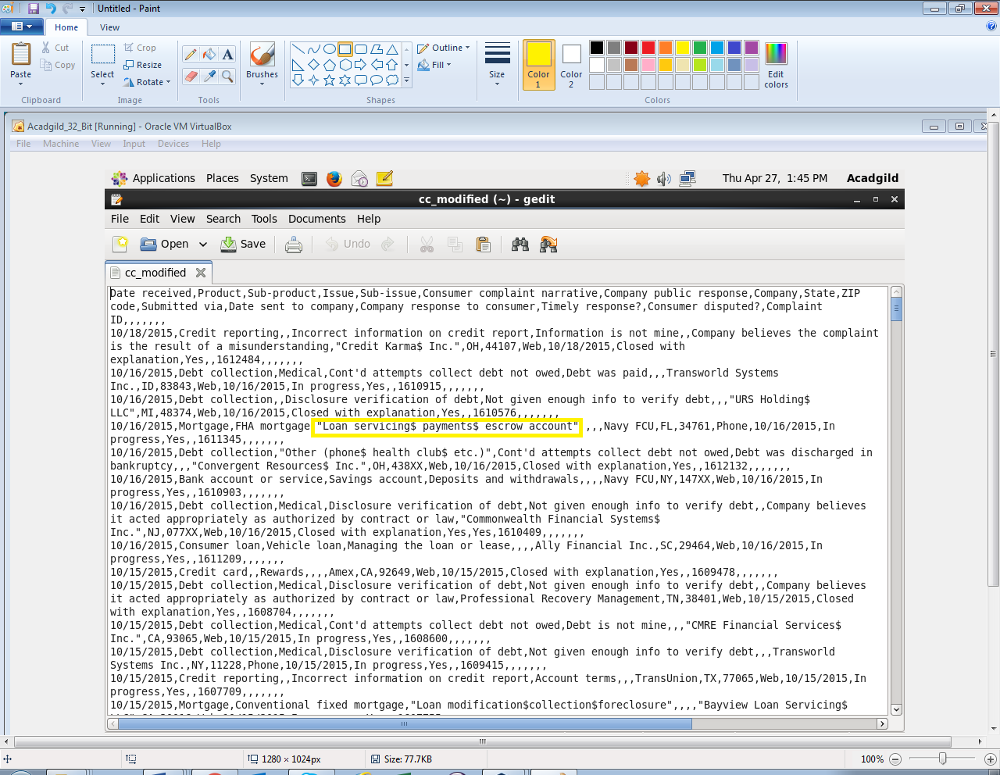 Untitled - Paint
Home View
Paste Cut Copy
Select Crop Resize Rotate
Brushes
Outline
Fill
Size
Color 1
Color 2
Edit colors
Clipboard Image Tools Shapes Colors
Acadgild_32_Bit [Running] - Oracle VM VirtualBox
File Machine View Input Devices Help
Applications Places System Thu Apr 27, 1:45 PM Acadgild
cc_modified (~) - gedit
File Edit View Search Tools Documents Help
Open Save Undo
cc_modified
Date received,Product,Sub-product,Issue,Sub-issue,Consumer complaint narrative,Company public response,Company,State,ZIP
code,Submitted via,Date sent to company,Company response to consumer,Timely response?,Consumer disputed?,Complaint
ID,,,,,,,
10/18/2015,Credit reporting,,Incorrect information on credit report,Information is not mine,,Company believes the complaint
is the result of a misunderstanding,"Credit Karma$ Inc.",OH,44107,Web,10/18/2015,Closed with
explanation,Yes,,1612484,,,,,,,
10/16/2015,Debt collection,Medical,Cont'd attempts collect debt not owed,Debt was paid,,,Transworld Systems
Inc.,ID,83843,Web,10/16/2015,In progress,Yes,,1610915,,,,,,,
10/16/2015,Debt collection,,Disclosure verification of debt,Not given enough info to verify debt,,,"URS Holding$
LLC",MI,48374,Web,10/16/2015,Closed with explanation,Yes,,1610576,,,,,,,
10/16/2015,Mortgage,FHA mortgage "Loan servicing$ payments$ escrow account" ,,,Navy FCU,FL,34761,Phone,10/16/2015,In
progress,Yes,,1611345,,,,,,,
10/16/2015,Debt collection,"Other (phone$ health club$ etc.)",Cont'd attempts collect debt not owed,Debt was discharged in
bankruptcy,,,"Convergent Resources$ Inc.",OH,438XX,Web,10/16/2015,Closed with explanation,Yes,,1612132,,,,,,,
10/16/2015,Bank account or service,Savings account,Deposits and withdrawals,,,,Navy FCU,NY,147XX,Web,10/16/2015,In
progress,Yes,,1610903,,,,,,,
10/16/2015,Debt collection,Medical,Disclosure verification of debt,Not given enough info to verify debt,,Company believes
it acted appropriately as authorized by contract or law,"Commonwealth Financial Systems$
Inc.",NJ,077XX,Web,10/16/2015,Closed with explanation,Yes,Yes,1610409,,,,,,,
10/16/2015,Consumer loan,Vehicle loan,Managing the loan or lease,,,,Ally Financial Inc.,SC,29464,Web,10/16/2015,In
progress,Yes,,1611209,,,,,,,
10/15/2015,Credit card,,Rewards,,,,Amex,CA,92649,Web,10/15/2015,Closed with explanation,Yes,,1609478,,,,,,,
10/15/2015,Debt collection,Medical,Disclosure verification of debt,Not given enough info to verify debt,,Company believes
it acted appropriately as authorized by contract or law,Professional Recovery Management,TN,38401,Web,10/15/2015,Closed
with explanation,Yes,,1608704,,,,,,,
10/15/2015,Debt collection,Medical,Cont'd attempts collect debt not owed,Debt is not mine,,,"CMRE Financial Services$
Inc.",CA,93065,Web,10/15/2015,In progress,Yes,,1608600,,,,,,,
10/15/2015,Debt collection,Medical,Disclosure verification of debt,Not given enough info to verify debt,,,Transworld
Systems Inc.,NY,11228,Phone,10/15/2015,In progress,Yes,,1609415,,,,,,,
10/15/2015,Credit reporting,,Incorrect information on credit report,Account terms,,,TransUnion,TX,77065,Web,10/15/2015,In
progress,Yes,,1607709,,,,,,,
10/15/2015,Mortgage,Conventional fixed mortgage,"Loan modification$collection$foreclosure",,,,"Bayview Loan Servicing$
1280 × 1024px Size: 77.7KB 100%